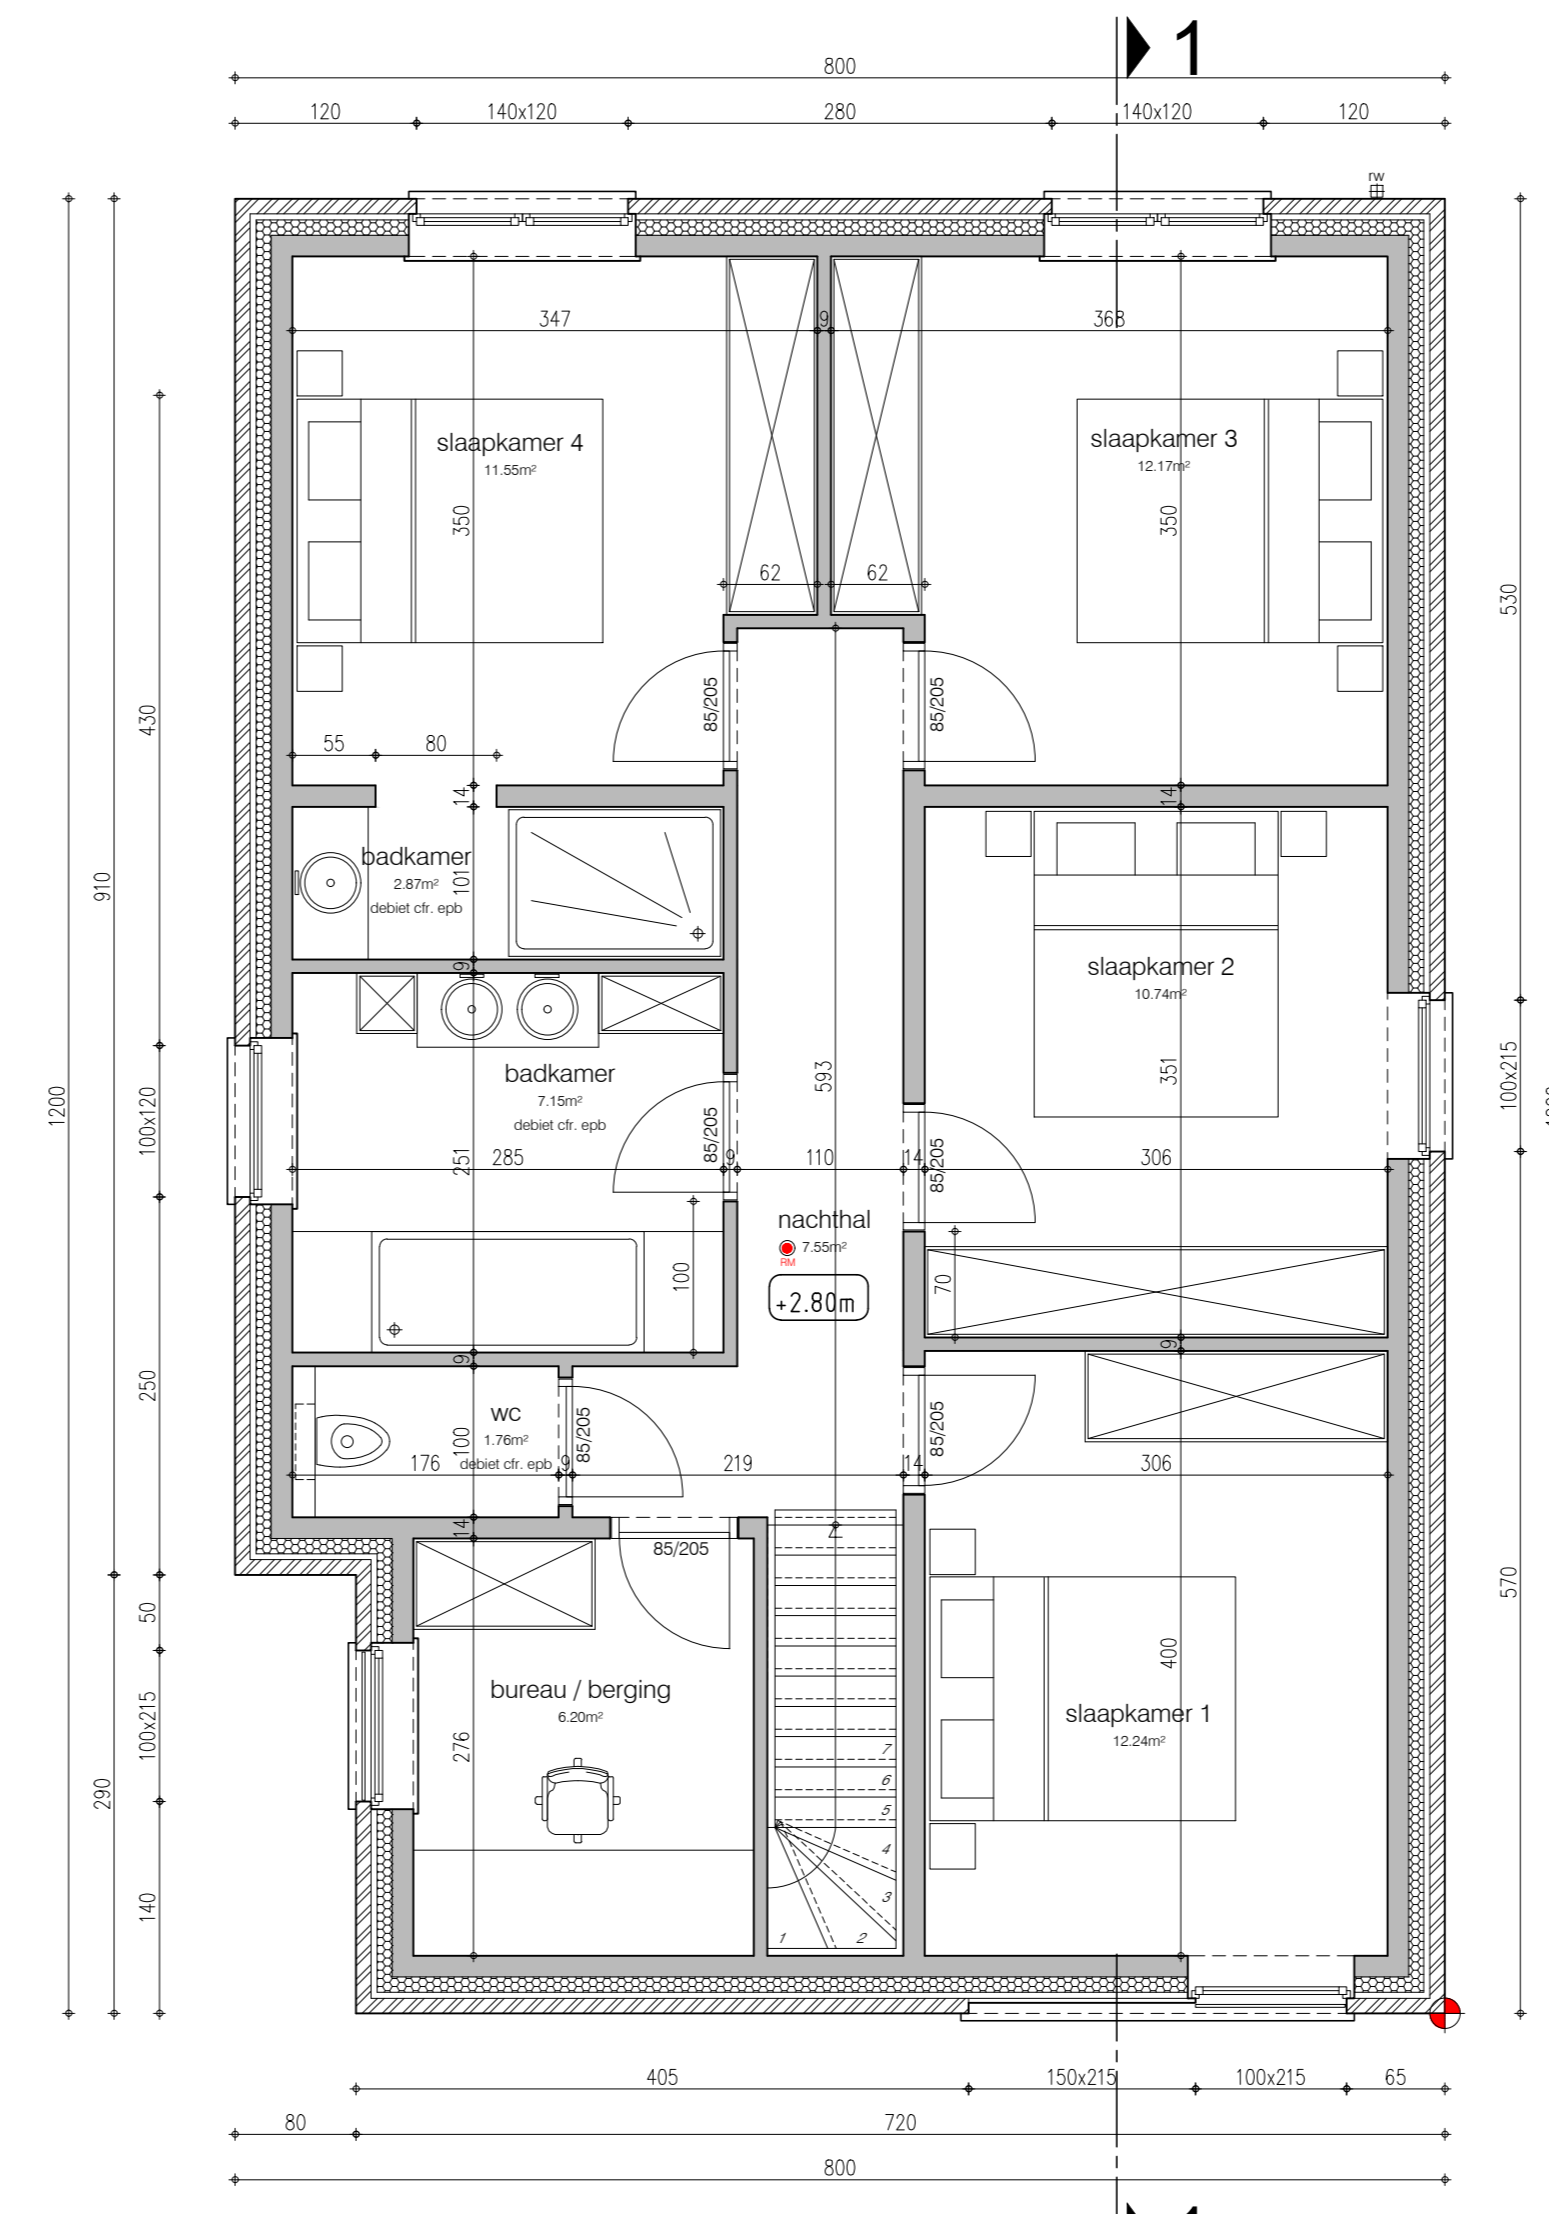 1
800
120 140x120 280 140x120 120
rw
347 9 368
slaapkamer 4
11.55m²
slaapkamer 3
12.17m²
350 350
530
62 62
85/205 85/205
430
55 80
14 14
badkamer
2.87m²
debiet cfr. epb
101
910
9
slaapkamer 2
10.74m²
badkamer
7.15m²
debiet cfr. epb
593
351
100x215
1200
100x120
85/205
85/205
251 285 9 110 14 306
nachthal
7.55m²
RM
+2.80m
100
70
9 9
250
WC
1.76m²
debiet cfr. epb
100
85/205
85/205
176 9 219 14 306
14
85/205
50
570
400
bureau / berging
6.20m²
slaapkamer 1
12.24m²
276
100x215
290
140
7
6
5
4
3
1 2
405 150x215 100x215 65
80 720
800